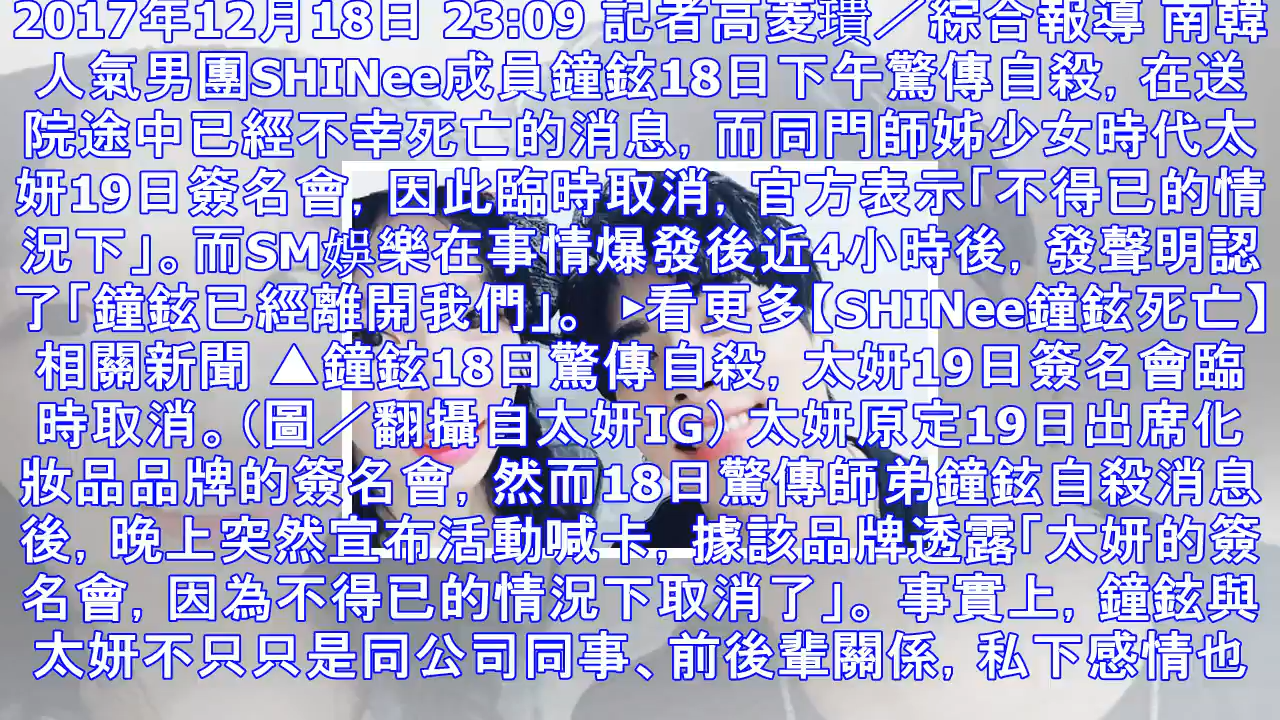 2017年12月18日 23:09 記者高菱瓚／綜合報導 南韓
人氣男團SHINee成員鐘鉉18日下午驚傳自殺, 在送
院途中已經不幸死亡的消息, 而同門師姊少女時代太
妍19日簽名會, 因此臨時取消, 官方表示「不得已的情
況下」。而SM娛樂在事情爆發後近4小時後, 發聲明認
了「鐘鉉已經離開我們」。 ▸看更多【SHINee鐘鉉死亡】
相關新聞 ▲鐘鉉18日驚傳自殺, 太妍19日簽名會臨
時取消。（圖／翻攝自太妍IG） 太妍原定19日出席化
妝品品牌的簽名會, 然而18日驚傳師弟鐘鉉自殺消息
後, 晚上突然宣布活動喊卡, 據該品牌透露「太妍的簽
名會, 因為不得已的情況下取消了」。事實上, 鐘鉉與
太妍不只只是同公司同事、前後輩關係, 私下感情也